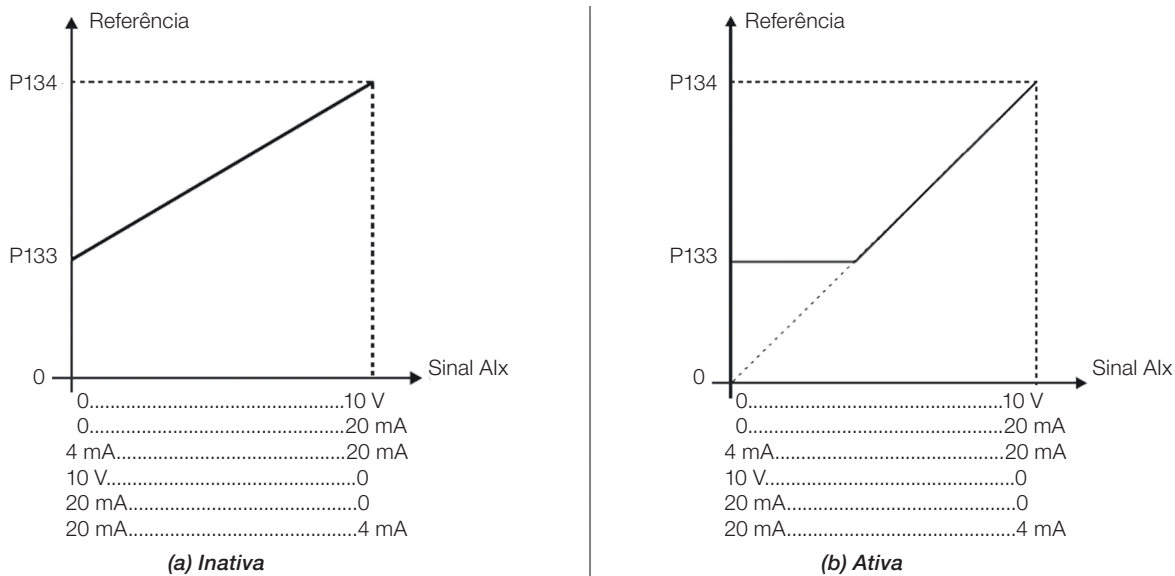 Referência
P134
P133
0
Sinal AIx
0..........................................10 V
0..........................................20 mA
4 mA.....................................20 mA
10 V.........................................0
20 mA.......................................0
20 mA.......................................4 mA
(a) Inativa
Referência
P134
P133
0
Sinal AIx
0..........................................10 V
0..........................................20 mA
4 mA.....................................20 mA
10 V.........................................0
20 mA.......................................0
20 mA.......................................4 mA
(b) Ativa